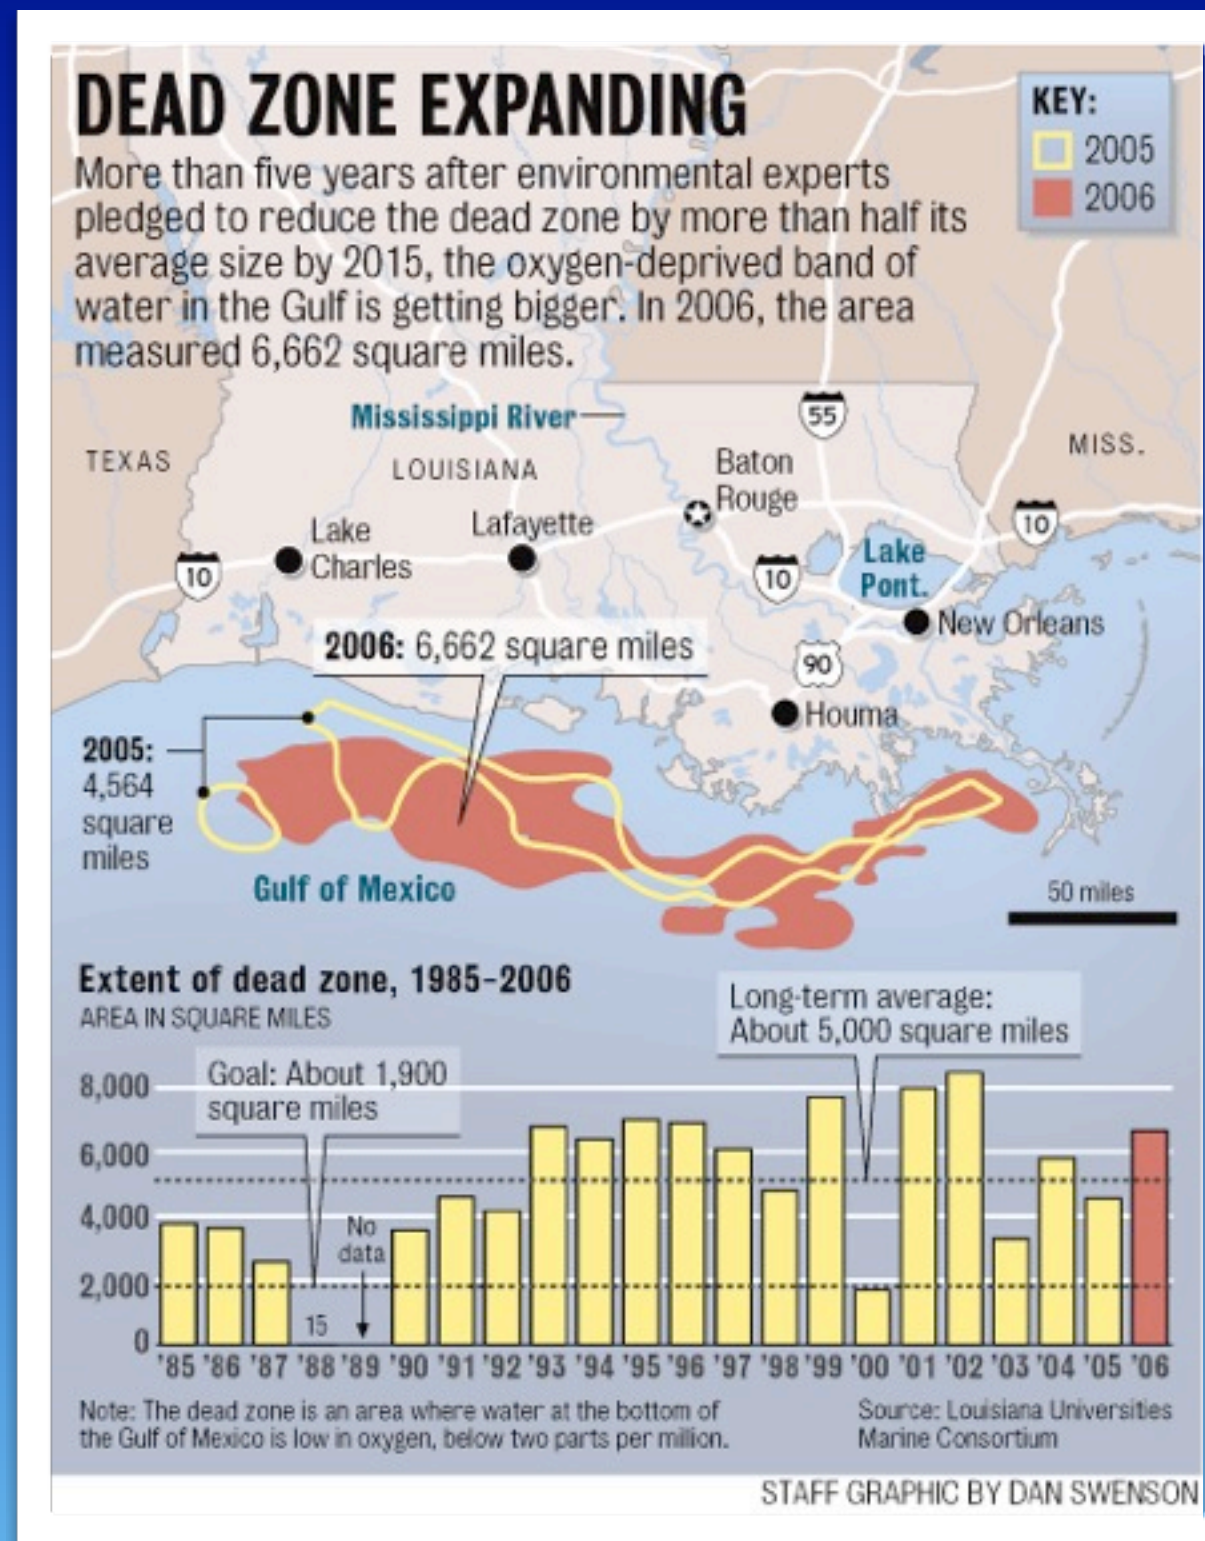 DEAD ZONE EXPANDING
More than five years after environmental experts
pledged to reduce the dead zone by more than half its
average size by 2015, the oxygen-deprived band of
water in the Gulf is getting bigger. In 2006, the area
measured 6,662 square miles.
KEY:
2005
2006
Mississippi River
55
TEXAS
LOUISIANA
MISS.
Baton
Rouge
Lake
Charles
Lafayette
10
10
10
Lake
Pont.
New Orleans
2006: 6,662 square miles
90
Houma
2005:
4,564
square
miles
Gulf of Mexico
50 miles
Extent of dead zone, 1985-2006
AREA IN SQUARE MILES
Long-term average:
About 5,000 square miles
Goal: About 1,900
square miles
8,000
6,000
4,000
2,000
0
15
No
data
'85 '86 '87 '88 '89 '90 '91 '92 '93 '94 '95 '96 '97 '98 '99 '00 '01 '02 '03 '04 '05 '06
Note: The dead zone is an area where water at the bottom of
the Gulf of Mexico is low in oxygen, below two parts per million.
Source: Louisiana Universities
Marine Consortium
STAFF GRAPHIC BY DAN SWENSON